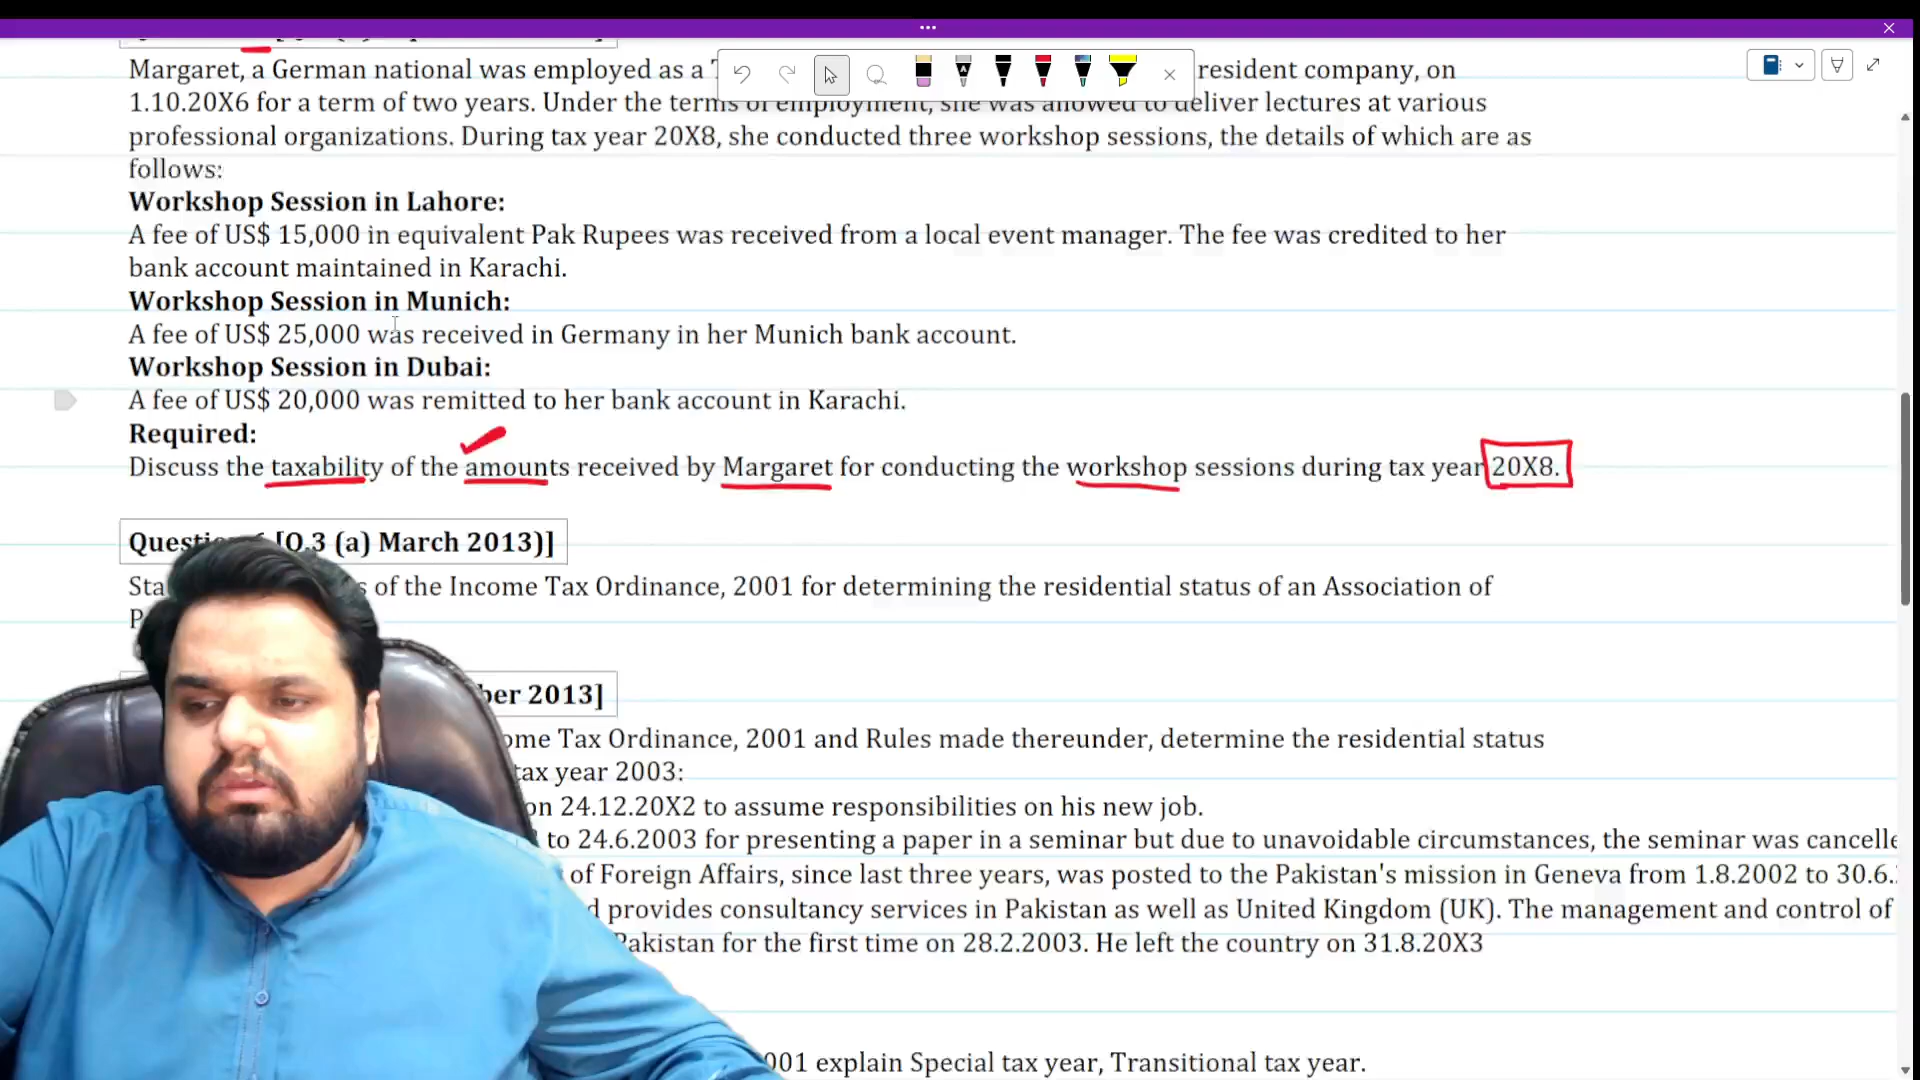 Margaret, a German national was employed as a T resident company, on
1.10.20X6 for a term of two years. Under the terms of employment, she was allowed to deliver lectures at various
professional organizations. During tax year 20X8, she conducted three workshop sessions, the details of which are as
follows:
Workshop Session in Lahore:
A fee of US$ 15,000 in equivalent Pak Rupees was received from a local event manager. The fee was credited to her
bank account maintained in Karachi.
Workshop Session in Munich:
A fee of US$ 25,000 was received in Germany in her Munich bank account.
Workshop Session in Dubai:
A fee of US$ 20,000 was remitted to her bank account in Karachi.
Required:
Discuss the taxability of the amounts received by Margaret for conducting the workshop sessions during tax year 20X8.
[Q.3 (a) March 2013)]
of the Income Tax Ordinance, 2001 for determining the residential status of an Association of
ber 2013]
ome Tax Ordinance, 2001 and Rules made thereunder, determine the residential status
tax year 2003:
on 24.12.20X2 to assume responsibilities on his new job.
to 24.6.2003 for presenting a paper in a seminar but due to unavoidable circumstances, the seminar was cancelle
of Foreign Affairs, since last three years, was posted to the Pakistan's mission in Geneva from 1.8.2002 to 30.6.
d provides consultancy services in Pakistan as well as United Kingdom (UK). The management and control of
Pakistan for the first time on 28.2.2003. He left the country on 31.8.20X3
001 explain Special tax year, Transitional tax year.